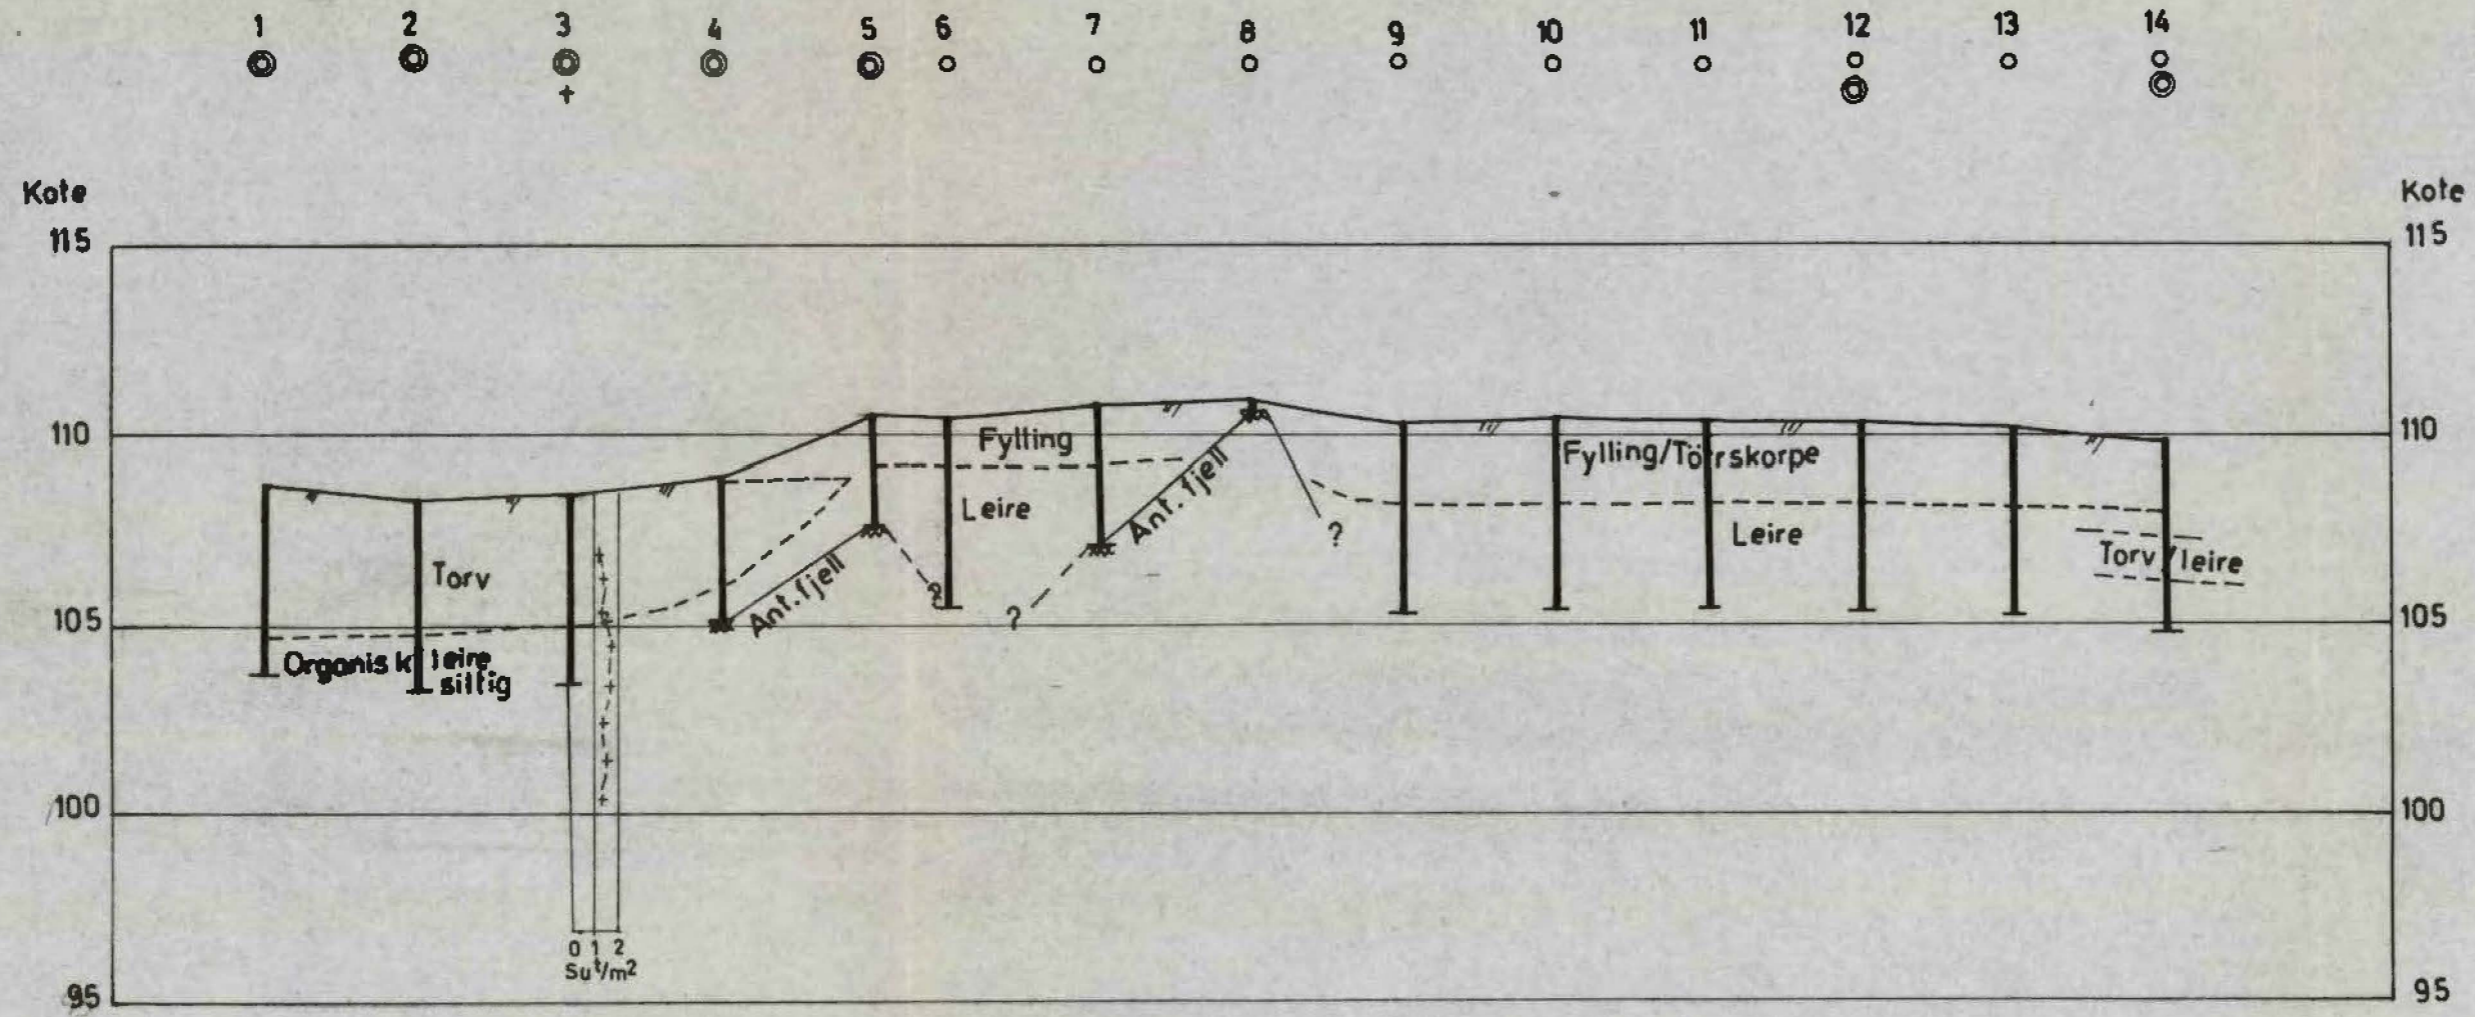 1 2 3 4 5 6 7 8 9 10 11 12 13 14
Kote Kote
115 115
110 110
Fylling
Fylling/Törrskorpe
Ant. fjell
Leire
Leire
Torv/leire
Torv
?
?
?
Ant. fjell
105 105
Organisk leire
siltig
100 100
0 1 2
Su t/m2
95 95